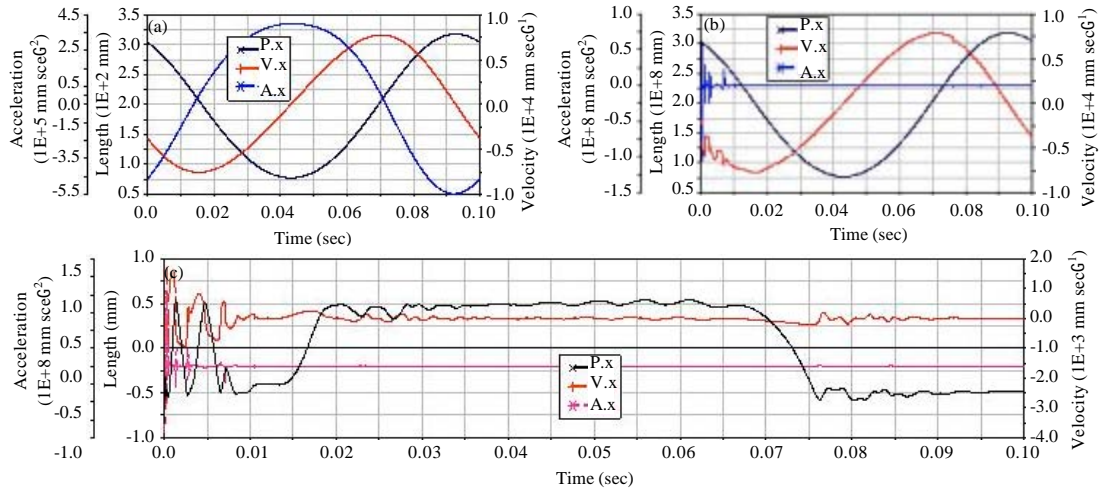 (a)
Acceleration
(1E+5 mm sceG²)
2.5
1.5
0.0
-1.5
-3.5
-5.5
Length (1E+2 mm)
3.5
3.0
2.5
2.0
1.5
1.0
0.5
P.x
V.x
A.x
1.0
0.5
0.0
-0.5
-1.0
Velocity (1E+4 mm secG¹)
0.0
0.02
0.04
0.06
0.08
0.10
Time (sec)
(b)
Acceleration
(1E+8 mm sceG²)
1.0
0.5
0.0
-0.5
-1.0
-1.5
Length (1E+8 mm)
3.5
3.0
2.5
2.0
1.5
1.0
0.5
P.x
V.x
A.x
1.0
0.5
0.0
-0.5
-1.0
Velocity (1E+4 mm secG¹)
0.0
0.02
0.04
0.06
0.08
0.10
Time (sec)
(c)
Acceleration
(1E+8 mm sceG²)
1.5
1.0
0.5
0.0
-0.5
-1.0
Length (mm)
1.0
0.5
0.0
-0.5
-1.0
P.x
V.x
A.x
2.0
1.0
0.0
-1.0
-2.0
-3.0
-4.0
Velocity (1E+3 mm secG¹)
0.0
0.01
0.02
0.03
0.04
0.05
0.06
0.07
0.08
0.09
0.10
Time (sec)